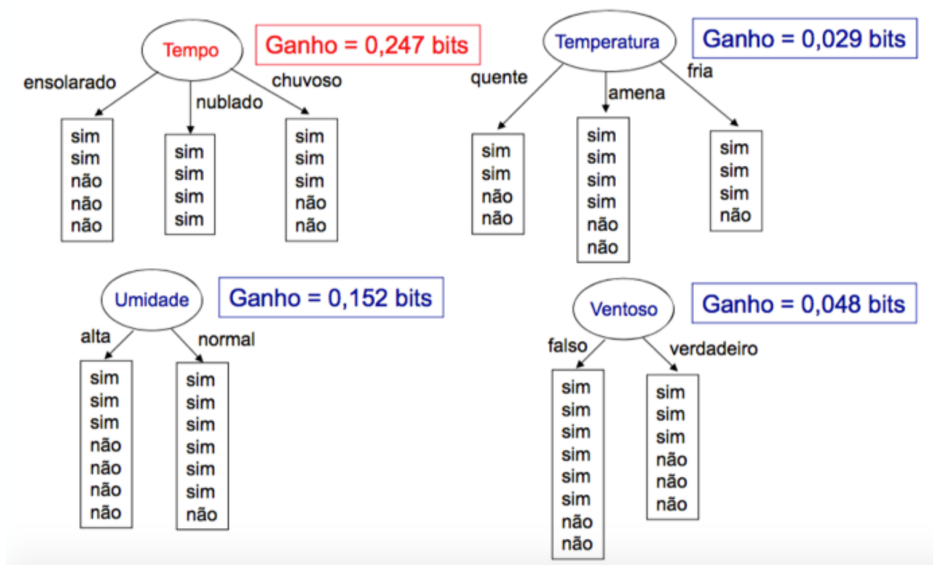 Tempo
Ganho = 0,247 bits
ensolarado
nublado
chuvoso
sim
sim
não
não
não
sim
sim
sim
sim
sim
sim
sim
não
não
Temperatura
Ganho = 0,029 bits
quente
amena
fria
sim
sim
não
não
sim
sim
sim
sim
não
não
sim
sim
sim
não
Umidade
Ganho = 0,152 bits
alta
normal
sim
sim
sim
não
não
não
não
sim
sim
sim
sim
sim
sim
não
Ventoso
Ganho = 0,048 bits
falso
verdadeiro
sim
sim
sim
sim
sim
sim
não
não
sim
sim
sim
não
não
não